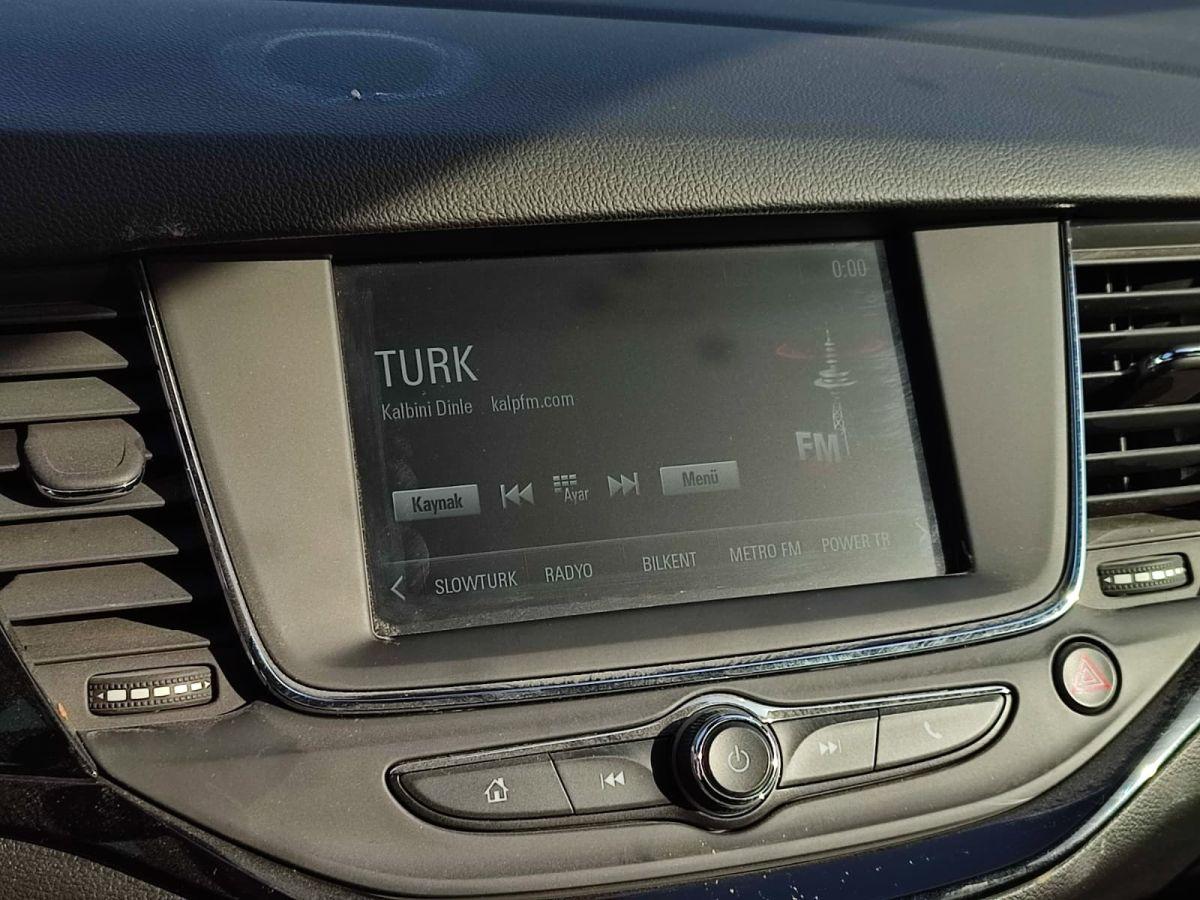 0:00
TURK
Kalbini Dinle kalpfm.com
FM
Kaynak Ayar Menü
SLOWTURK RADYO BILKENT METRO FM POWER TR